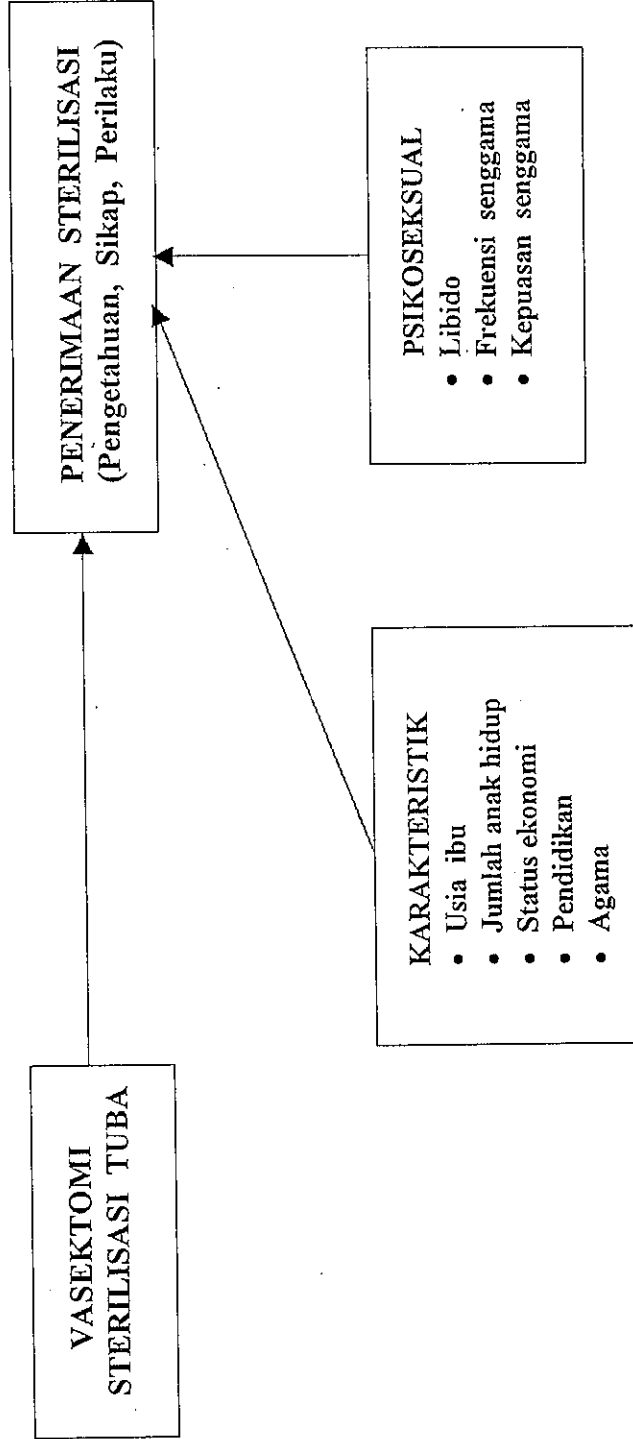 VASEKTOMI
STERILISASI TUBA
PENERIMAAN STERILISASI
(Pengetahuan, Sikap, Perilaku)
KARAKTERISTIK
• Usia ibu
• Jumlah anak hidup
• Status ekonomi
• Pendidikan
• Agama
PSIKOSEKSUAL
• Libido
• Frekuensi senggama
• Kepuasan senggama